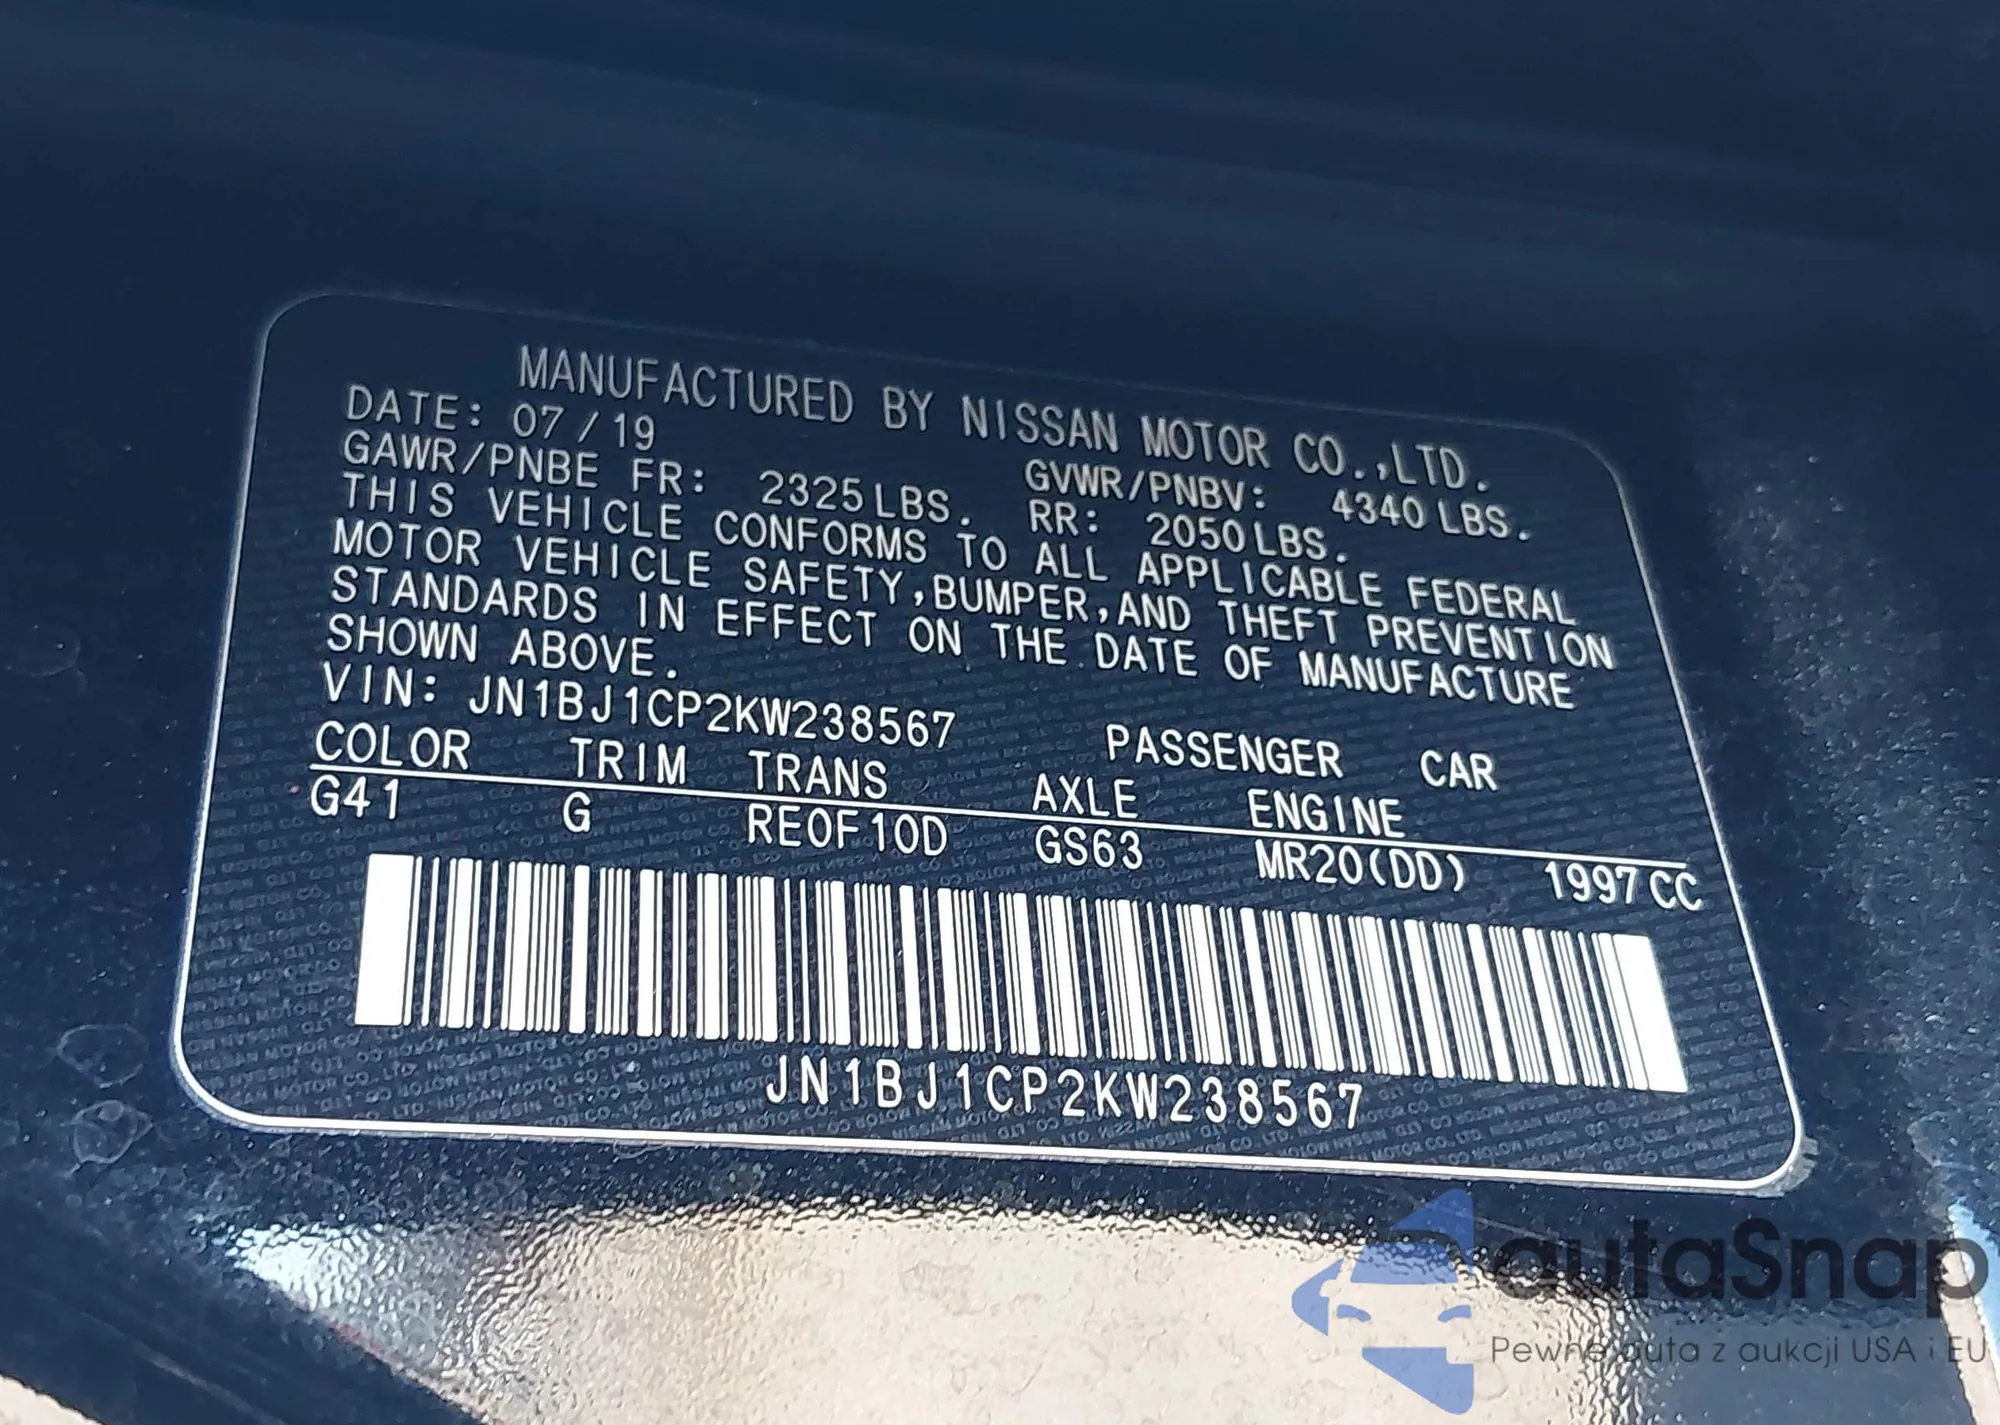 MANUFACTURED BY NISSAN MOTOR CO.,LTD.
DATE: 07/19 GVWR/PNBV: 4340 LBS.
GAWR/PNBE FR: 2325 LBS. RR: 2050 LBS.
THIS VEHICLE CONFORMS TO ALL APPLICABLE FEDERAL
MOTOR VEHICLE SAFETY,BUMPER,AND THEFT PREVENTION
STANDARDS IN EFFECT ON THE DATE OF MANUFACTURE
SHOWN ABOVE.
VIN: JN1BJ1CP2KW238567 PASSENGER CAR
COLOR TRIM TRANS AXLE ENGINE
G41 G RE0F10D GS63 MR20(DD) 1997 CC
JN1BJ1CP2KW238567
autaSnap
Pewne auta z aukcji USA i EU